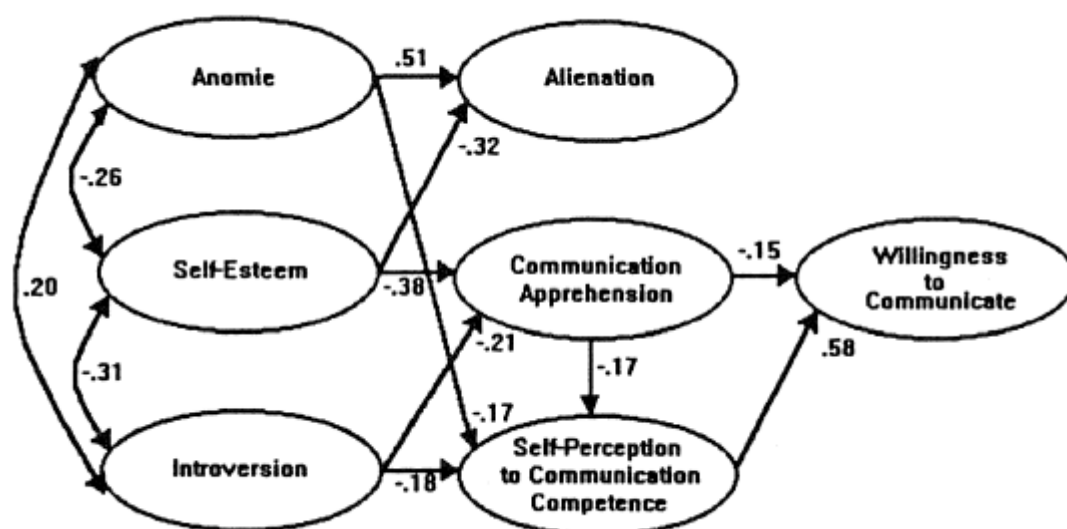 Anomie
.51
Alienation
-.32
-.26
Self-Esteem
-.38
Communication
Apprehension
-.15
Willingness
to
Communicate
.20
-.31
-.21
-.17
.58
-.17
Introversion
-.18
Self-Perception
to Communication
Competence